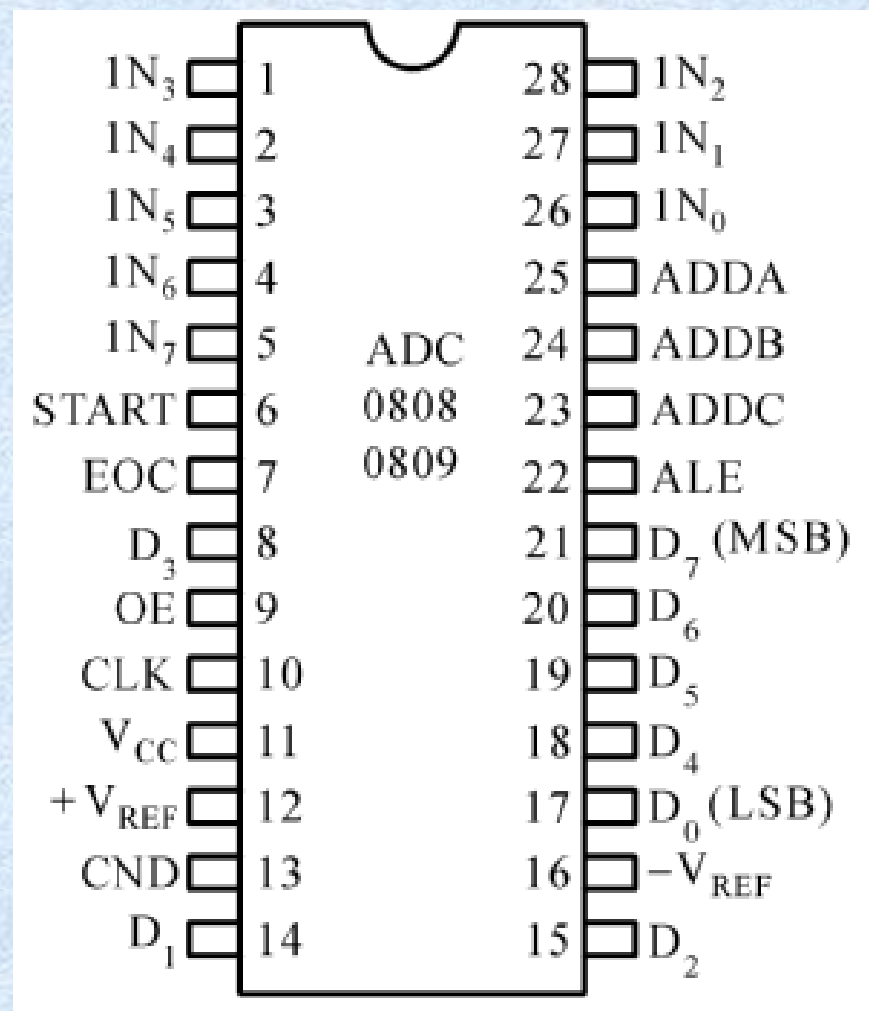 1N₃ 1 28 1N₂
1N₄ 2 27 1N₁
1N₅ 3 26 1N₀
1N₆ 4 25 ADDA
1N₇ 5 ADC 24 ADDB
START 6 0808 23 ADDC
EOC 7 0809 22 ALE
D₃ 8 21 D₇ (MSB)
OE 9 20 D₆
CLK 10 19 D₅
V_CC 11 18 D₄
+V_REF 12 17 D₀ (LSB)
CND 13 16 −V_REF
D₁ 14 15 D₂